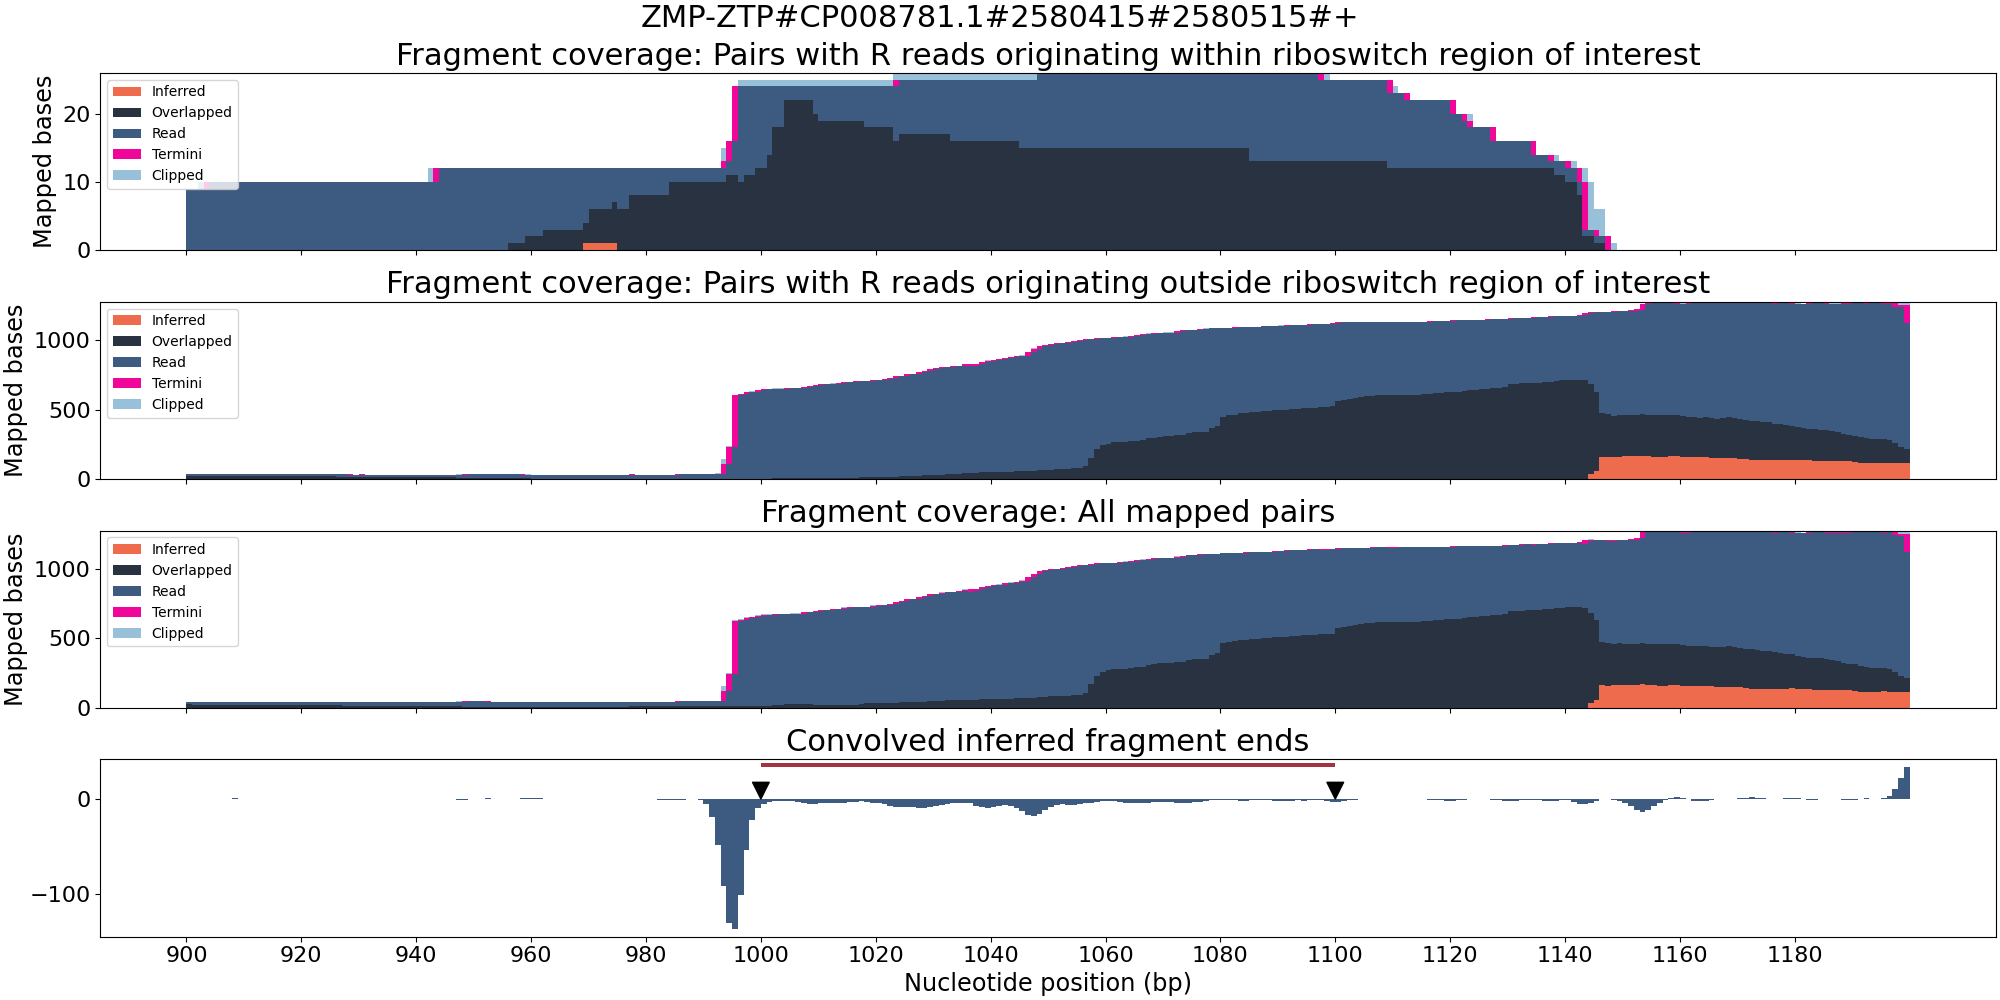 ZMP-ZTP#CP008781.1#2580415#2580515#+
Fragment coverage: Pairs with R reads originating within riboswitch region of interest
Mapped bases
20
10
0
Inferred
Overlapped
Read
Termini
Clipped
Fragment coverage: Pairs with R reads originating outside riboswitch region of interest
Mapped bases
1000
500
0
Inferred
Overlapped
Read
Termini
Clipped
Fragment coverage: All mapped pairs
Mapped bases
1000
500
0
Inferred
Overlapped
Read
Termini
Clipped
Convolved inferred fragment ends
0
−100
900 920 940 960 980 1000 1020 1040 1060 1080 1100 1120 1140 1160 1180
Nucleotide position (bp)